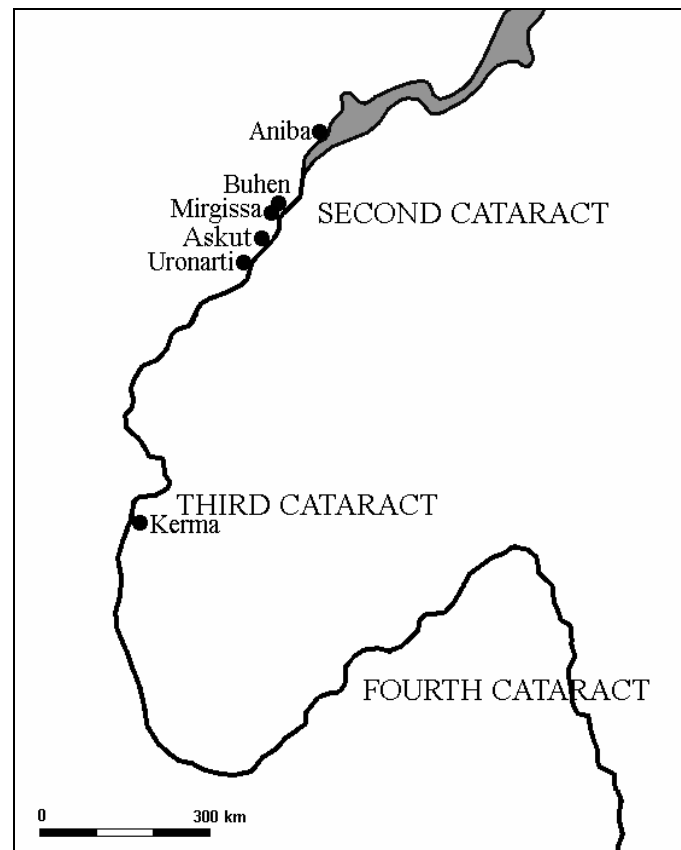 Aniba
Buhen
Mirgissa
SECOND CATARACT
Askut
Uronarti
THIRD CATARACT
Kerma
FOURTH CATARACT
0 300 km